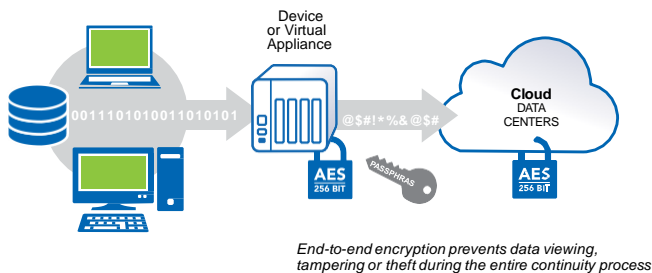 Device
or Virtual
Appliance
0011101010011010101
@$#!*%&@$#
Cloud
DATA
CENTERS
AES
256 BIT
PASSPHRAS
AES
256 BIT
End-to-end encryption prevents data viewing,
tampering or theft during the entire continuity process